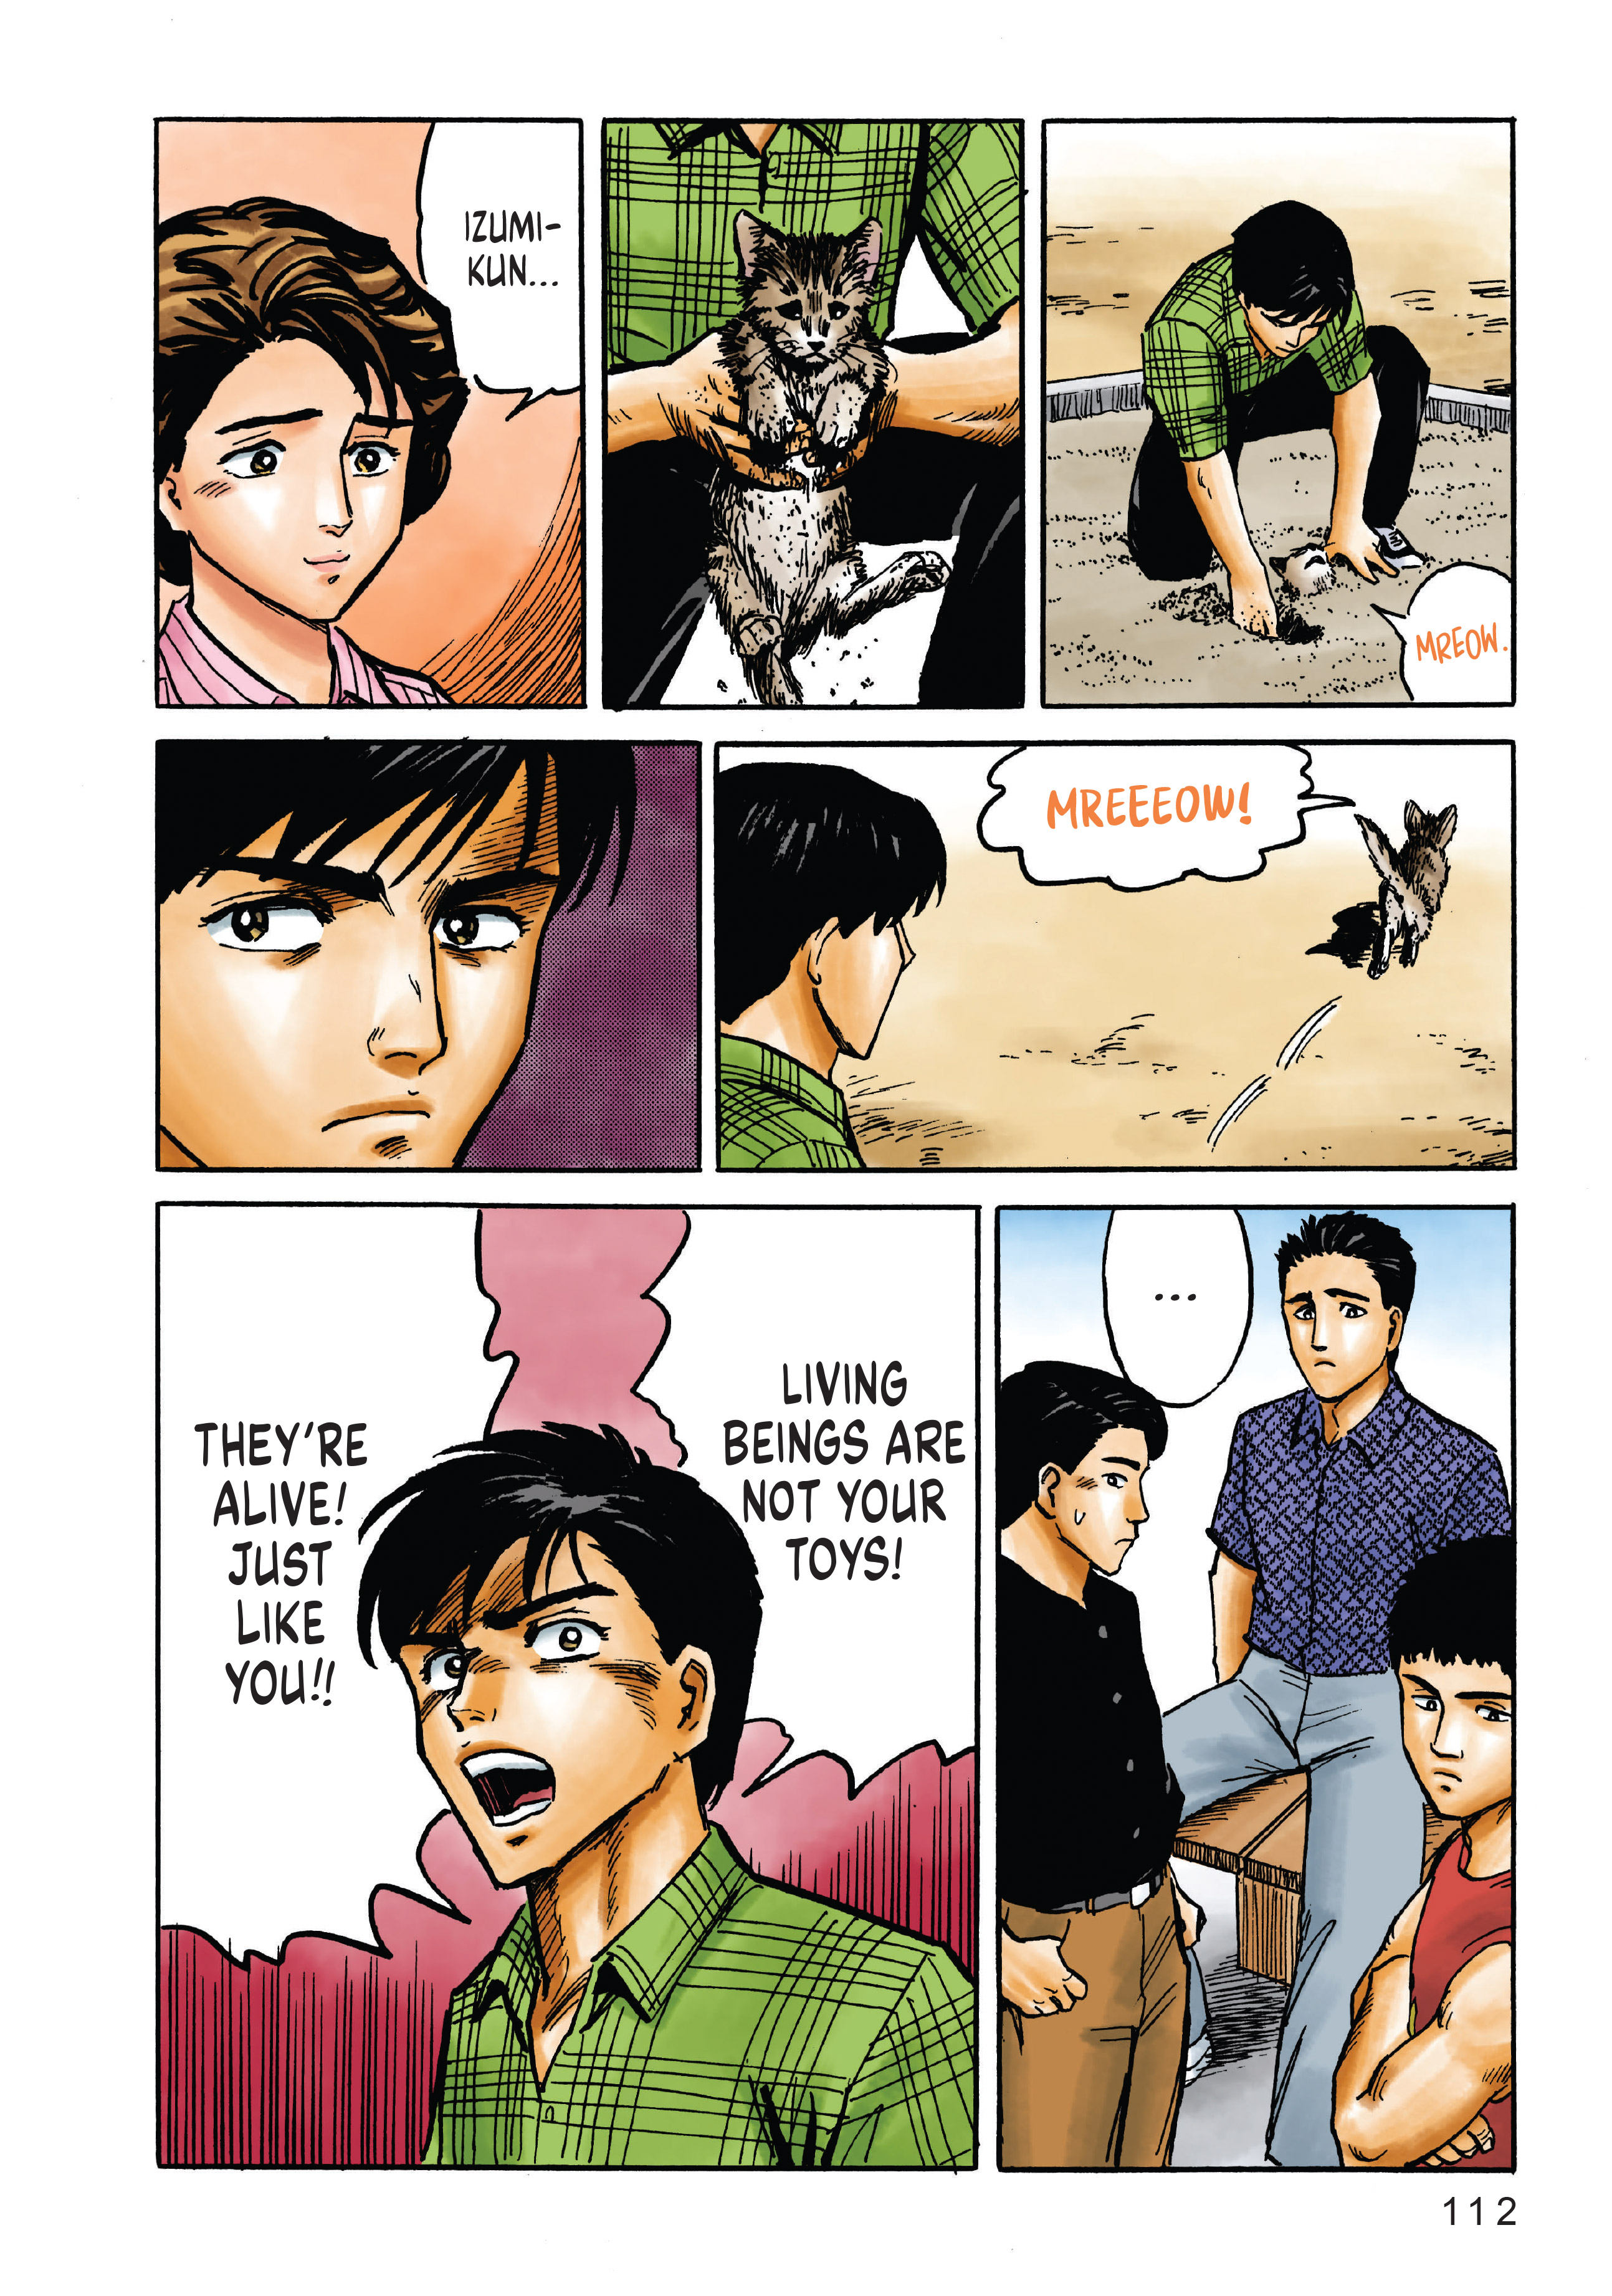 MREOW.
IZUMI-
KUN...
MREEEOW!
...
LIVING
BEINGS ARE
NOT YOUR
TOYS!
THEY'RE
ALIVE!
JUST
LIKE
YOU!!
112